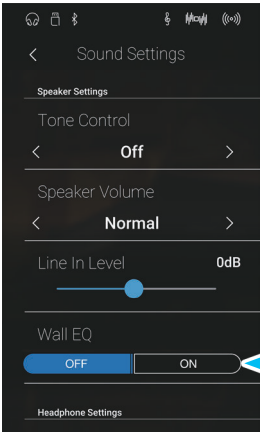 Sound Settings
Speaker Settings
Tone Control
Off
Speaker Volume
Normal
Line In Level 0dB
Wall EQ
OFF ON
Headphone Settings